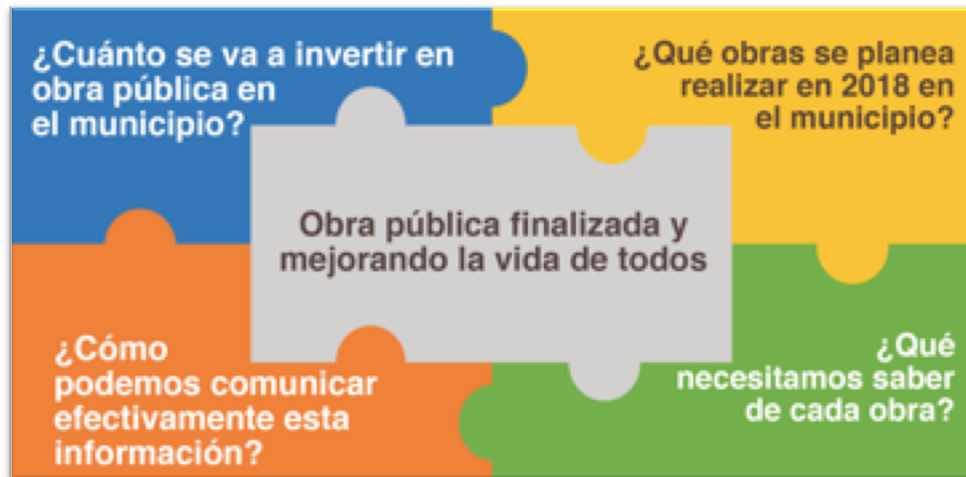 ¿Cuánto se va a invertir en
obra pública en
el municipio?
¿Qué obras se planea
realizar en 2018 en
el municipio?
Obra pública finalizada y
mejorando la vida de todos
¿Cómo
podemos comunicar
efectivamente esta
información?
¿Qué
necesitamos saber
de cada obra?